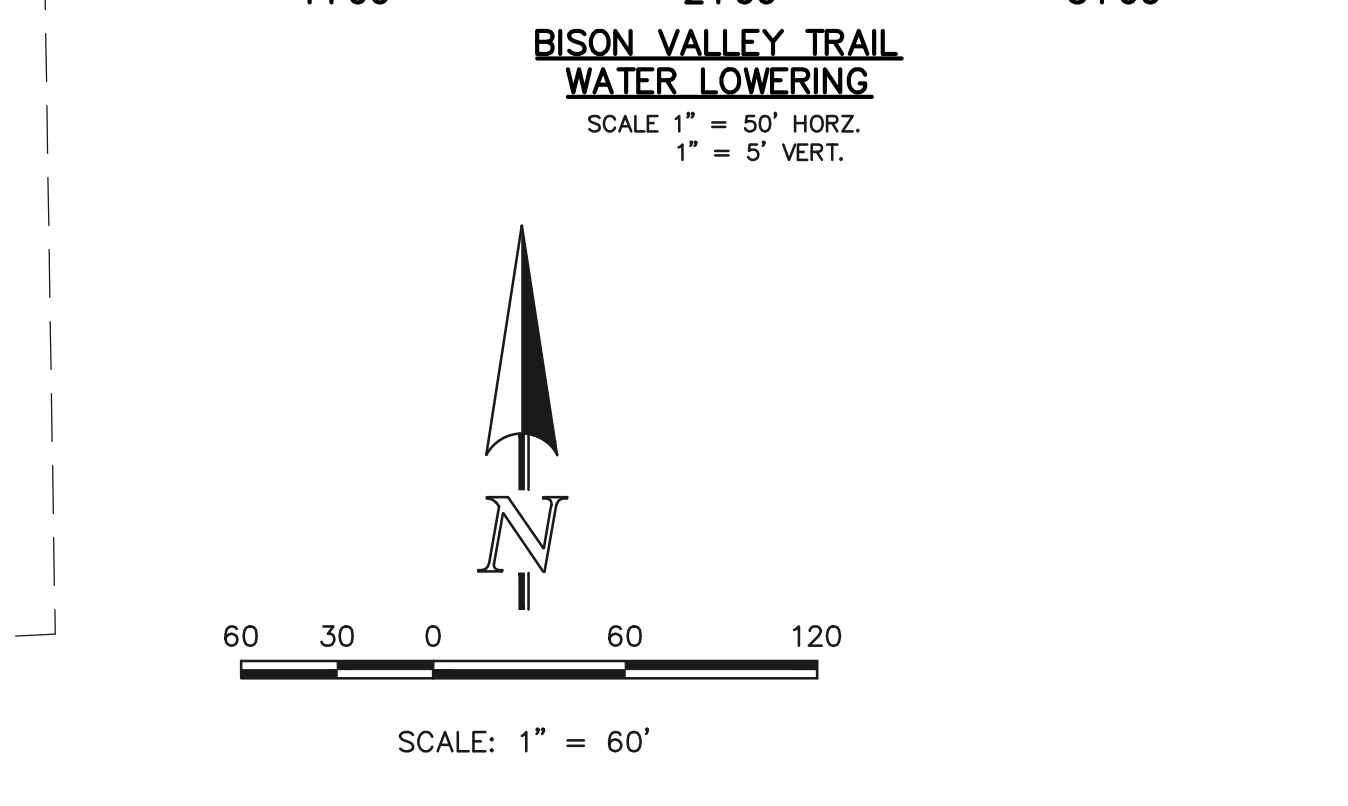 BISON VALLEY TRAIL
WATER LOWERING
SCALE 1” = 50’ HORZ.
1” = 5’ VERT.
N
60 30 0 60 120
SCALE: 1” = 60’